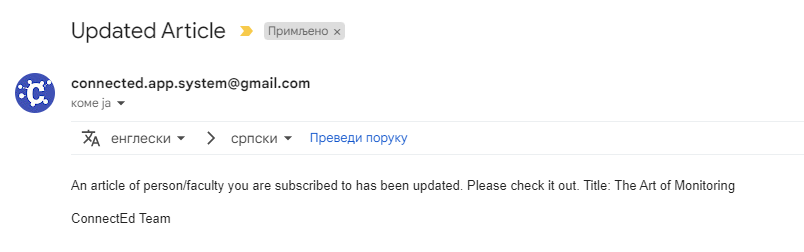 Updated Article Примљено ×
connected.app.system@gmail.com
коме ја
енглески > српски Преведи поруку
An article of person/faculty you are subscribed to has been updated. Please check it out. Title: The Art of Monitoring
ConnectEd Team